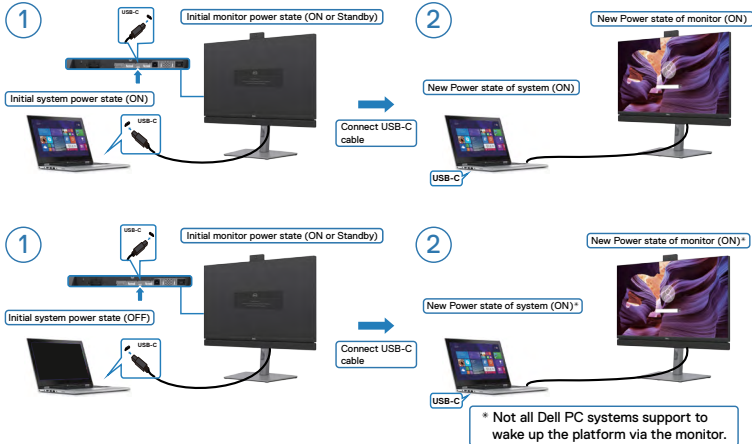 1
USB-C
Initial monitor power state (ON or Standby)
2
New Power state of monitor (ON)
Initial system power state (ON)
USB-C
New Power state of system (ON)
Connect USB-C
cable
USB-C
1
USB-C
Initial monitor power state (ON or Standby)
2
New Power state of monitor (ON)*
Initial system power state (OFF)
USB-C
New Power state of system (ON)*
Connect USB-C
cable
USB-C
* Not all Dell PC systems support to
wake up the platform via the monitor.